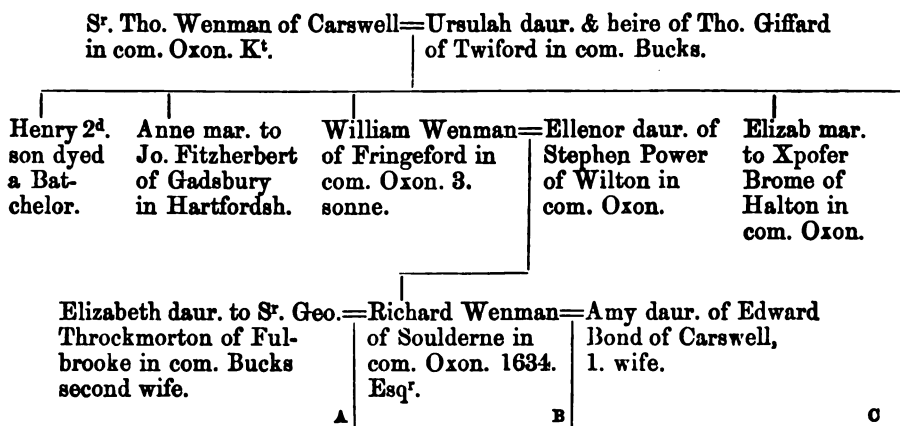 Sr. Tho. Wenman of Carswell=Ursulah daur. & heire of Tho. Giffard
in com. Oxon. Kt. of Twiford in com. Bucks.
Henry 2d.
son dyed
a Bat-
chelor.
Anne mar. to
Jo. Fitzherbert
of Gadsbury
in Hartfordsh.
William Wenman=
of Fringeford in
com. Oxon. 3.
sonne.
Ellenor daur. of
Stephen Power
of Wilton in
com. Oxon.
Elizab mar.
to Xpofer
Brome of
Halton in
com. Oxon.
Elizabeth daur. to Sr. Geo.=
Throckmorton of Ful-
brooke in com. Bucks
second wife.
Richard Wenman=
of Soulderne in
com. Oxon. 1634.
Esqr.
Amy daur. of Edward
Bond of Carswell,
1. wife.
A B C